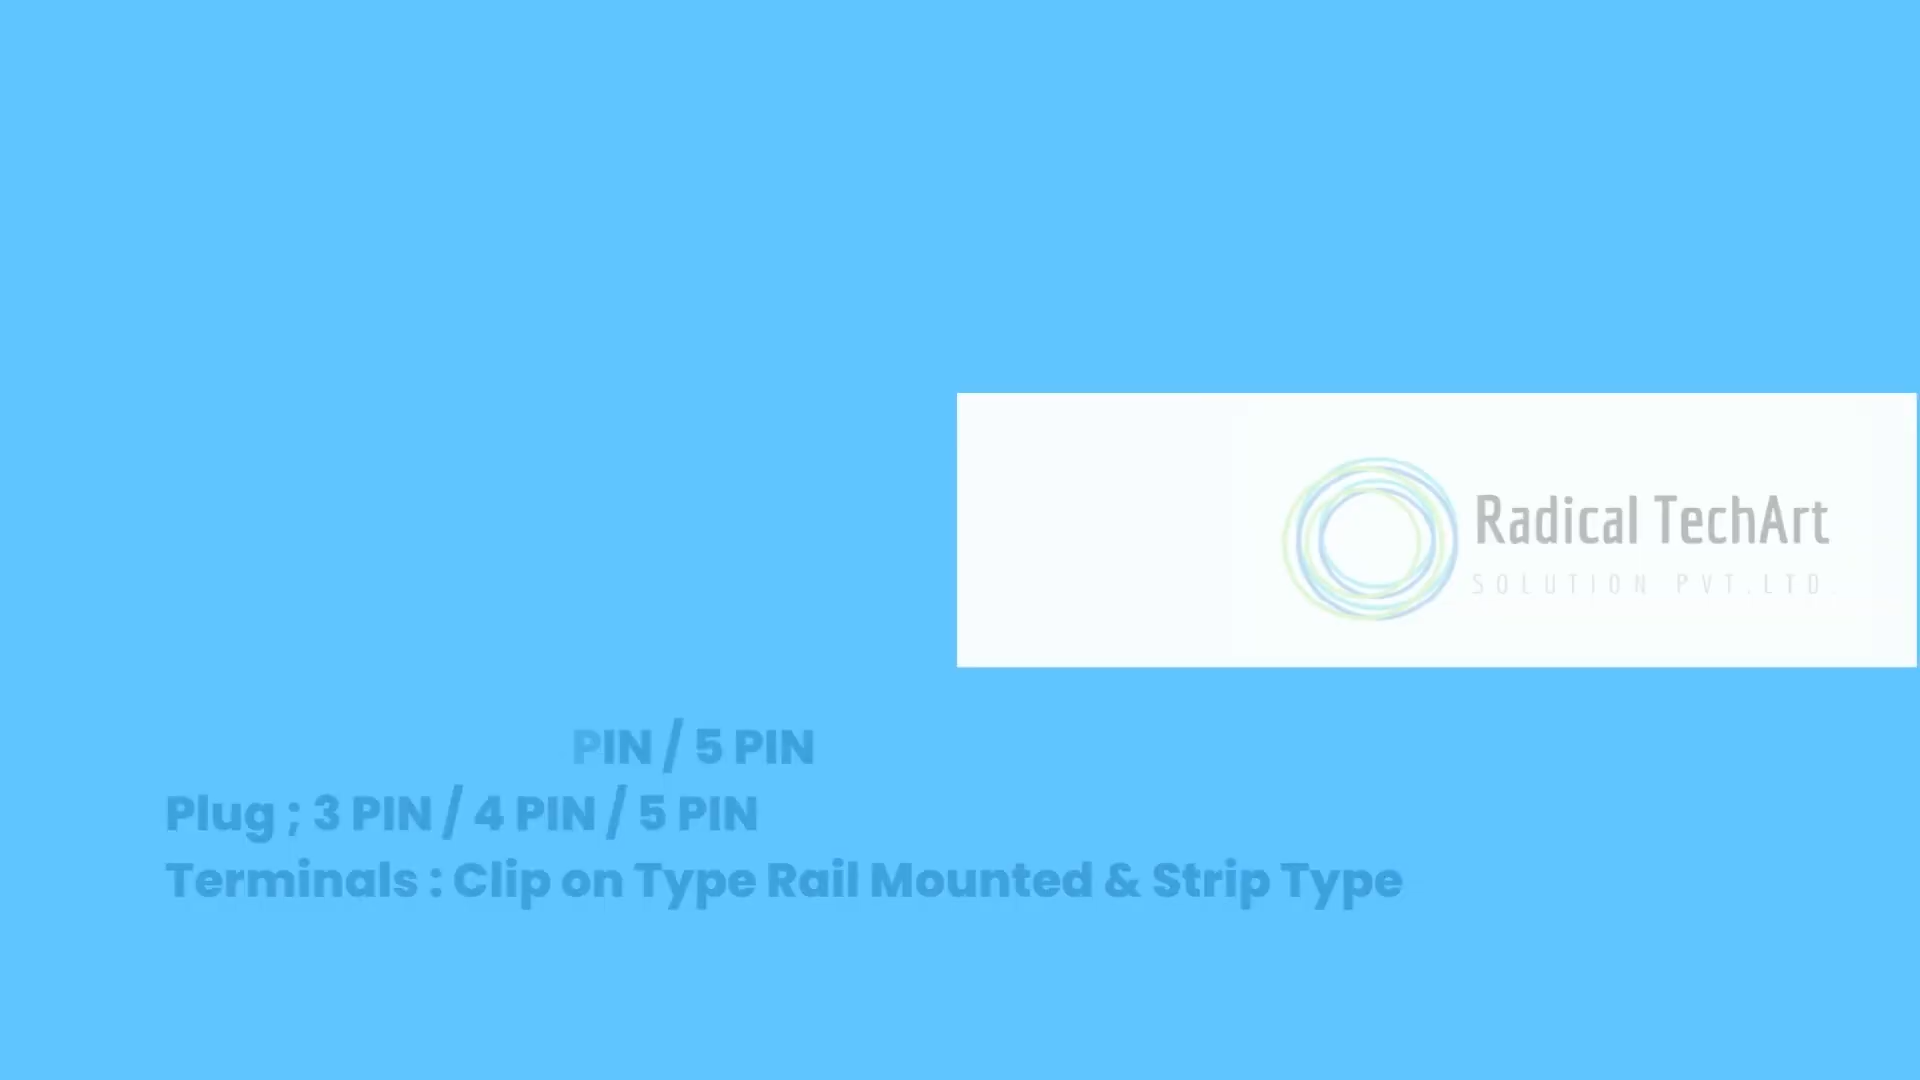 Radical TechArt
SOLUTION PVT.LTD
PIN / 5 PIN
Plug ; 3 PIN / 4 PIN / 5 PIN
Terminals : Clip on Type Rail Mounted & Strip Type